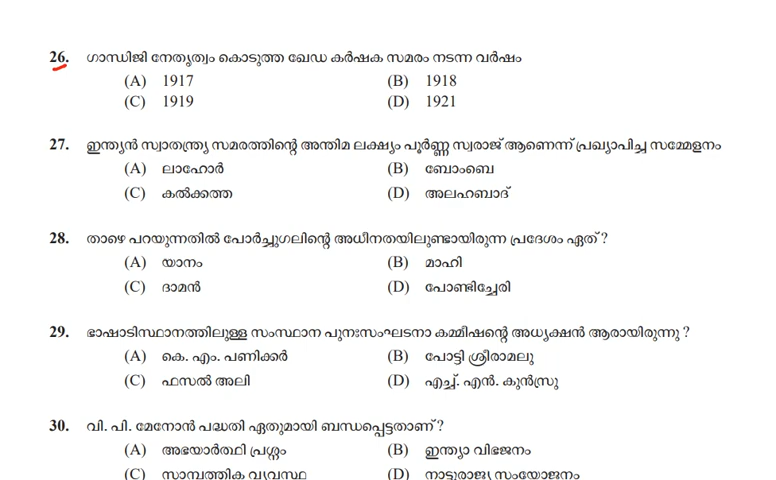 26. ഗാന്ധിജി നേതൃത്വം കൊടുത്ത ഖേഡ കർഷക സമരം നടന്ന വർഷം
(A) 1917 (B) 1918
(C) 1919 (D) 1921
27. ഇന്ത്യൻ സ്വാതന്ത്ര്യ സമരത്തിന്റെ അന്തിമ ലക്ഷ്യം പൂർണ്ണ സ്വരാജ് ആണെന്ന് പ്രഖ്യാപിച്ച സമ്മേളനം
(A) ലാഹോർ (B) ബോംബെ
(C) കൽക്കത്ത (D) അലഹബാദ്
28. താഴെ പറയുന്നതിൽ പോർച്ചുഗലിന്റെ അധീനതയിലുണ്ടായിരുന്ന പ്രദേശം ഏത് ?
(A) യാനം (B) മാഹി
(C) ദാമൻ (D) പോണ്ടിച്ചേരി
29. ഭാഷാടിസ്ഥാനത്തിലുള്ള സംസ്ഥാന പുനഃസംഘടനാ കമ്മീഷന്റെ അധ്യക്ഷൻ ആരായിരുന്നു ?
(A) കെ. എം. പണിക്കർ (B) പോട്ടി ശ്രീരാമലു
(C) ഫസൽ അലി (D) എച്ച്. എൻ. കുൻസ്രു
30. വി. പി. മേനോൻ പദ്ധതി ഏതുമായി ബന്ധപ്പെട്ടതാണ് ?
(A) അഭയാർത്ഥി പ്രശ്നം (B) ഇന്ത്യാ വിഭജനം
(C) സാമ്പത്തിക വ്യവസ്ഥ (D) നാട്ടുരാജ്യ സംയോജനം